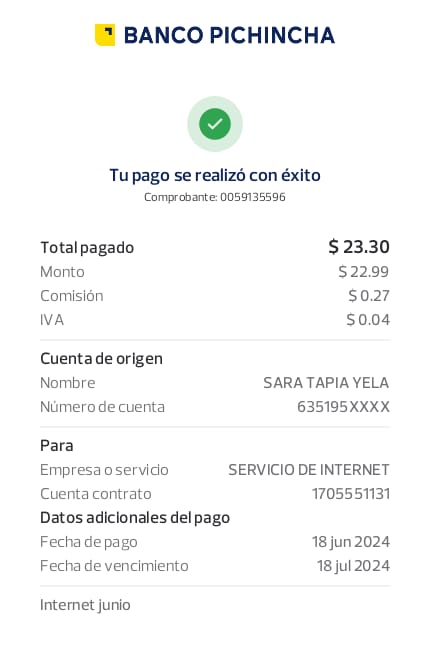 BANCO PICHINCHA
Tu pago se realizó con éxito
Comprobante: 0059135596
Total pagado $ 23.30
Monto $ 22.99
Comisión $ 0.27
IVA $ 0.04
Cuenta de origen
Nombre SARA TAPIA YELA
Número de cuenta 635195XXXX
Para
Empresa o servicio SERVICIO DE INTERNET
Cuenta contrato 1705551131
Datos adicionales del pago
Fecha de pago 18 jun 2024
Fecha de vencimiento 18 jul 2024
Internet junio